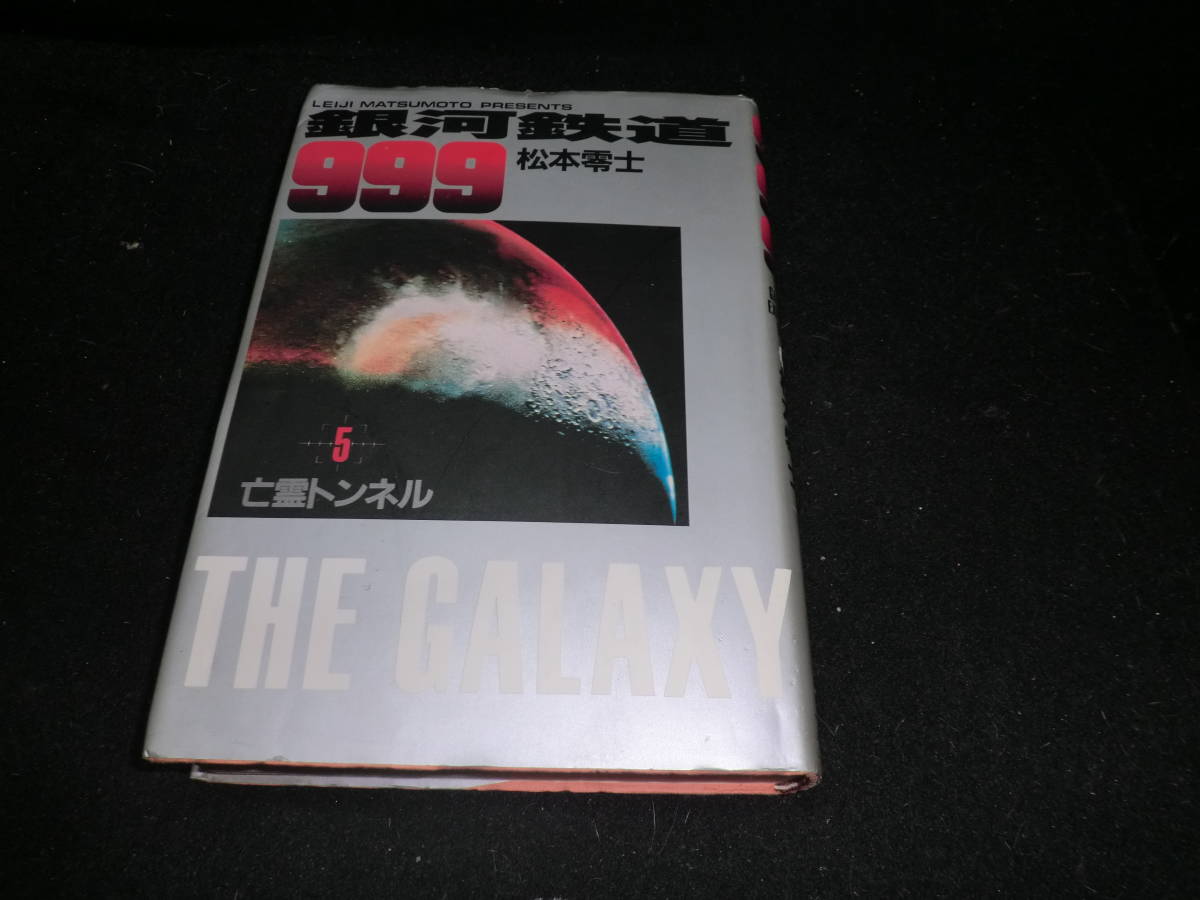 LEIJI MATSUMOTO PRESENTS
銀河鉄道
999 松本零士
5
亡霊トンネル
THE GALAXY